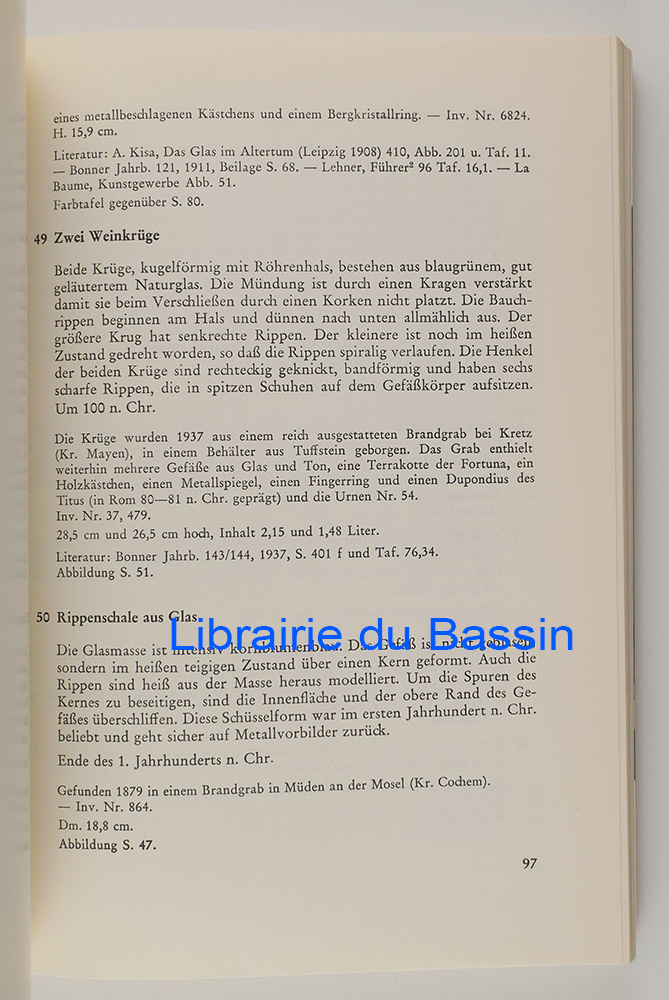 eines metallbeschlagenen Kästchens und einem Bergkristallring. — Inv. Nr. 6824.
H. 15,9 cm.
Literatur: A. Kisa, Das Glas im Altertum (Leipzig 1908) 410, Abb. 201 u. Taf. 11.
— Bonner Jahrb. 121, 1911, Beilage S. 68. — Lehner, Führer² 96 Taf. 16,1. — La
Baume, Kunstgewerbe Abb. 51.
Farbtafel gegenüber S. 80.
49 Zwei Weinkrüge
Beide Krüge, kugelförmig mit Röhrenhals, bestehen aus blaugrünem, gut
geläutertem Naturglas. Die Mündung ist durch einen Kragen verstärkt
damit sie beim Verschließen durch einen Korken nicht platzt. Die Bauch-
rippen beginnen am Hals und dünnen nach unten allmählich aus. Der
größere Krug hat senkrechte Rippen. Der kleinere ist noch im heißen
Zustand gedreht worden, so daß die Rippen spiralig verlaufen. Die Henkel
der beiden Krüge sind rechteckig geknickt, bandförmig und haben sechs
scharfe Rippen, die in spitzen Schuhen auf dem Gefäßkörper aufsitzen.
Um 100 n. Chr.
Die Krüge wurden 1937 aus einem reich ausgestatteten Brandgrab bei Kretz
(Kr. Mayen), in einem Behälter aus Tuffstein geborgen. Das Grab enthielt
weiterhin mehrere Gefäße aus Glas und Ton, eine Terrakotte der Fortuna, ein
Holzkästchen, einen Metallspiegel, einen Fingerring und einen Dupondius des
Titus (in Rom 80—81 n. Chr. geprägt) und die Urnen Nr. 54.
Inv. Nr. 37, 479.
28,5 cm und 26,5 cm hoch, Inhalt 2,15 und 1,48 Liter.
Literatur: Bonner Jahrb. 143/144, 1937, S. 401 f und Taf. 76,34.
Abbildung S. 51.
50 Rippenschale aus Glas
Librairie du Bassin
Die Glasmasse ist intensiv kornblumenblau. Das Gefäß ist nicht geblasen,
sondern im heißen teigigen Zustand über einen Kern geformt. Auch die
Rippen sind heiß aus der Masse heraus modelliert. Um die Spuren des
Kernes zu beseitigen, sind die Innenfläche und der obere Rand des Ge-
fäßes überschliffen. Diese Schüsselform war im ersten Jahrhundert n. Chr.
beliebt und geht sicher auf Metallvorbilder zurück.
Ende des 1. Jahrhunderts n. Chr.
Gefunden 1879 in einem Brandgrab in Müden an der Mosel (Kr. Cochem).
— Inv. Nr. 864.
Dm. 18,8 cm.
Abbildung S. 47.
97